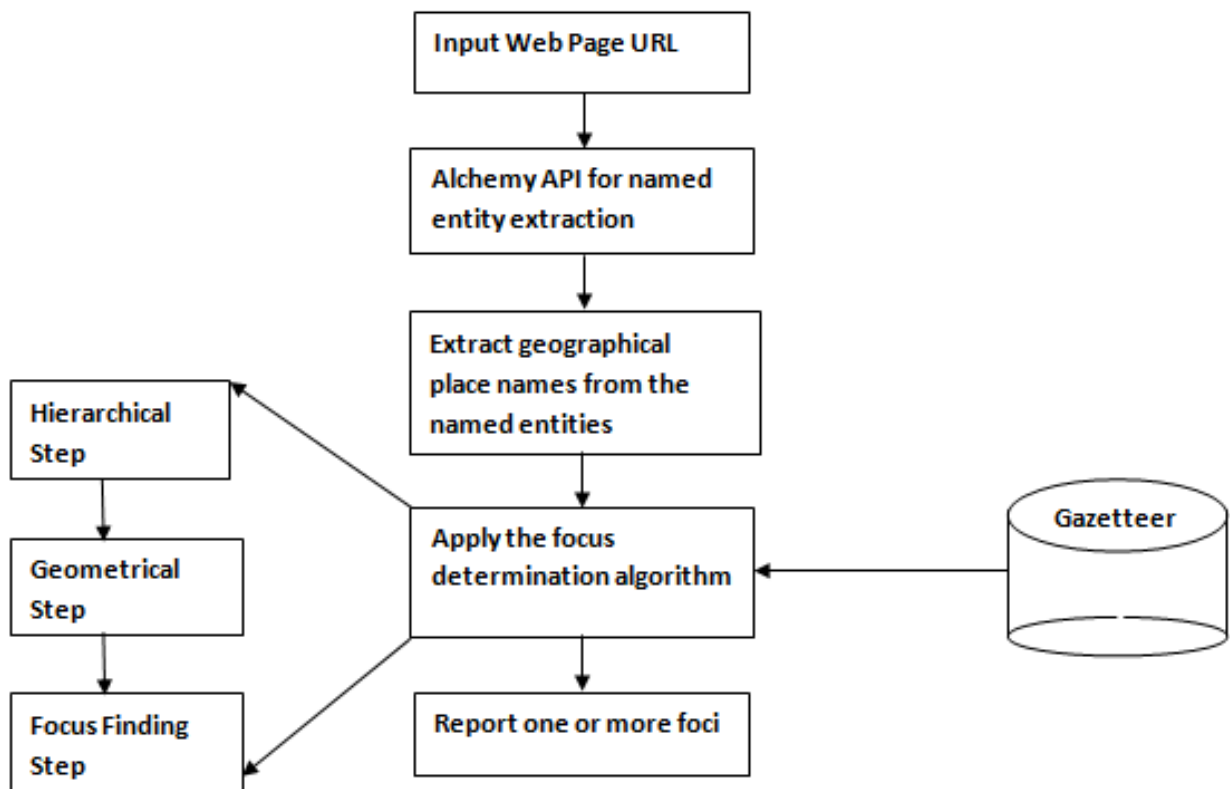 Input Web Page URL
Alchemy API for named
entity extraction
Extract geographical
place names from the
named entities
Hierarchical
Step
Geometrical
Step
Focus Finding
Step
Apply the focus
determination algorithm
Gazetteer
Report one or more foci